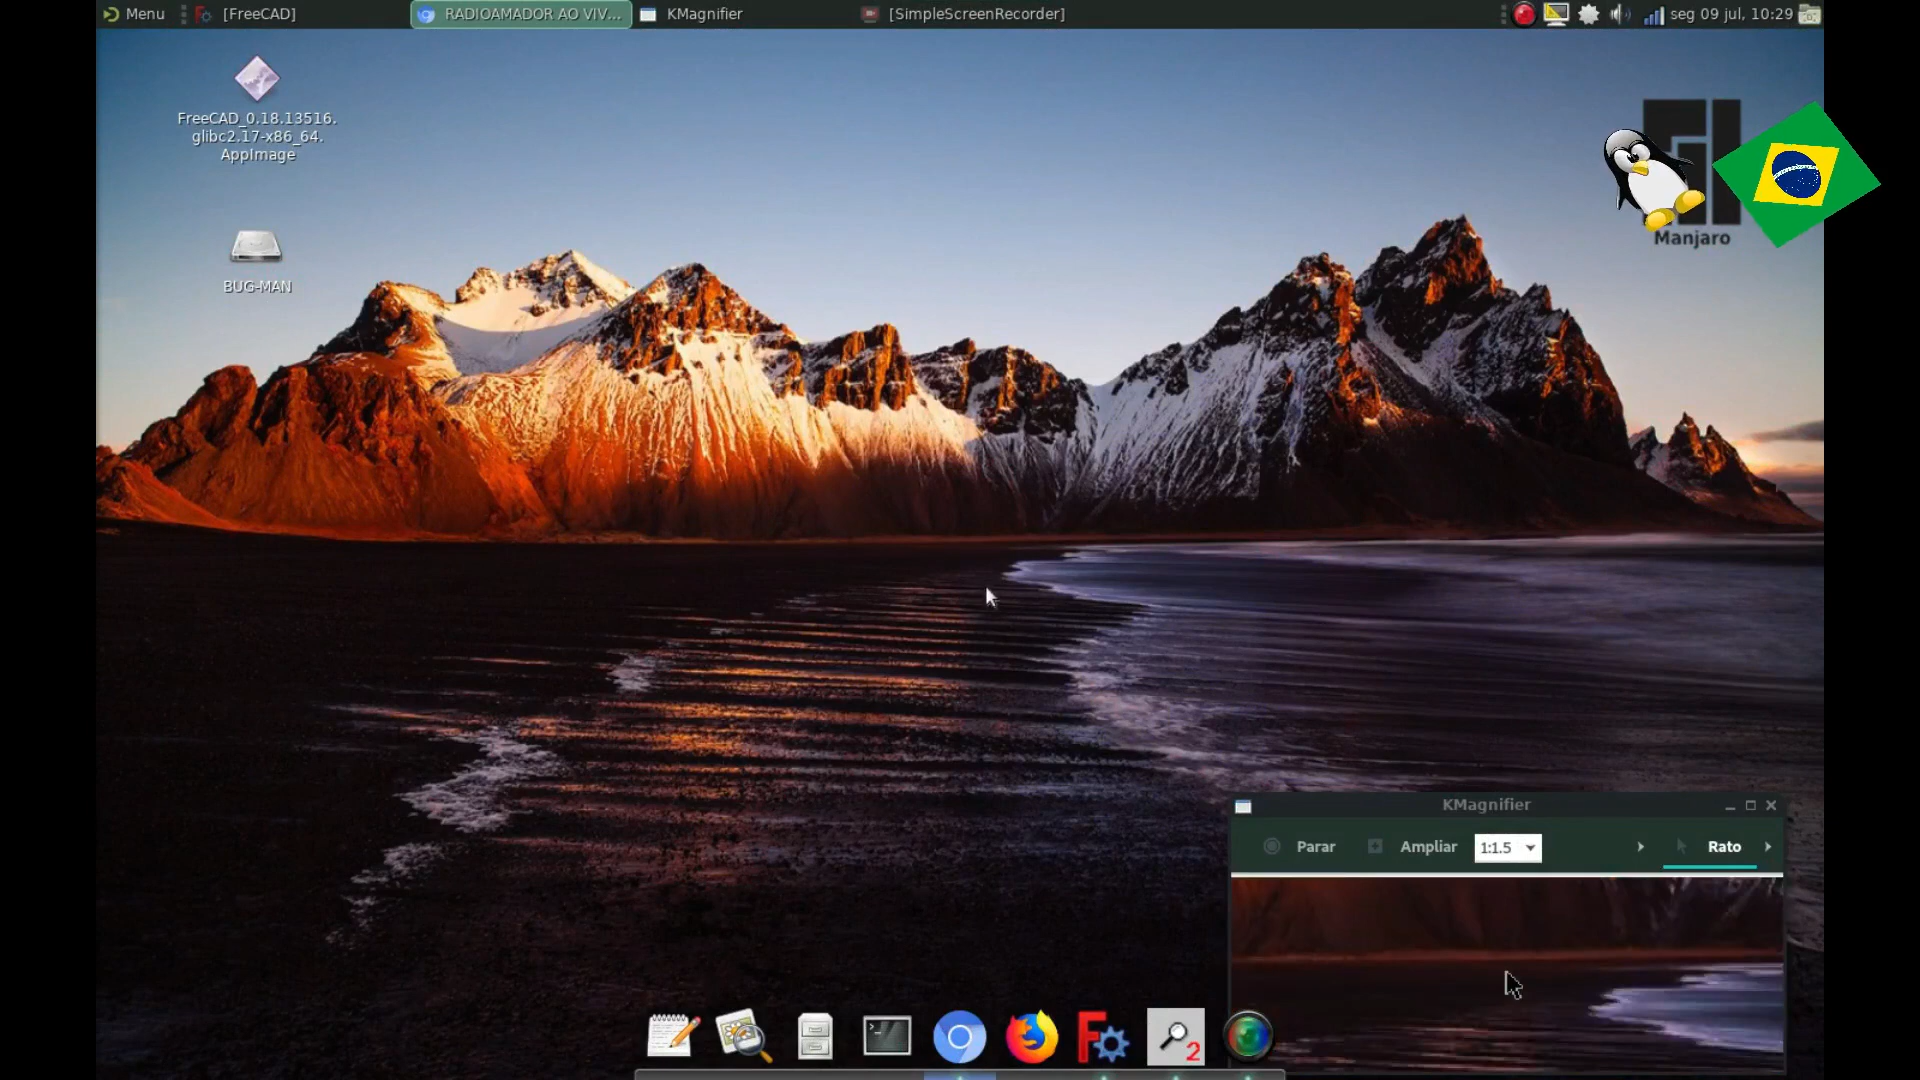 Menu
[FreeCAD]
RADIOAMADOR AO VIV...
KMagnifier
[SimpleScreenRecorder]
seg 09 jul, 10:29
FreeCAD_0.18.13516.
glibc2.17-x86_64.
AppImage
Manjaro
BUG-MAN
KMagnifier
Parar
Ampliar
1:1.5
Rato
2